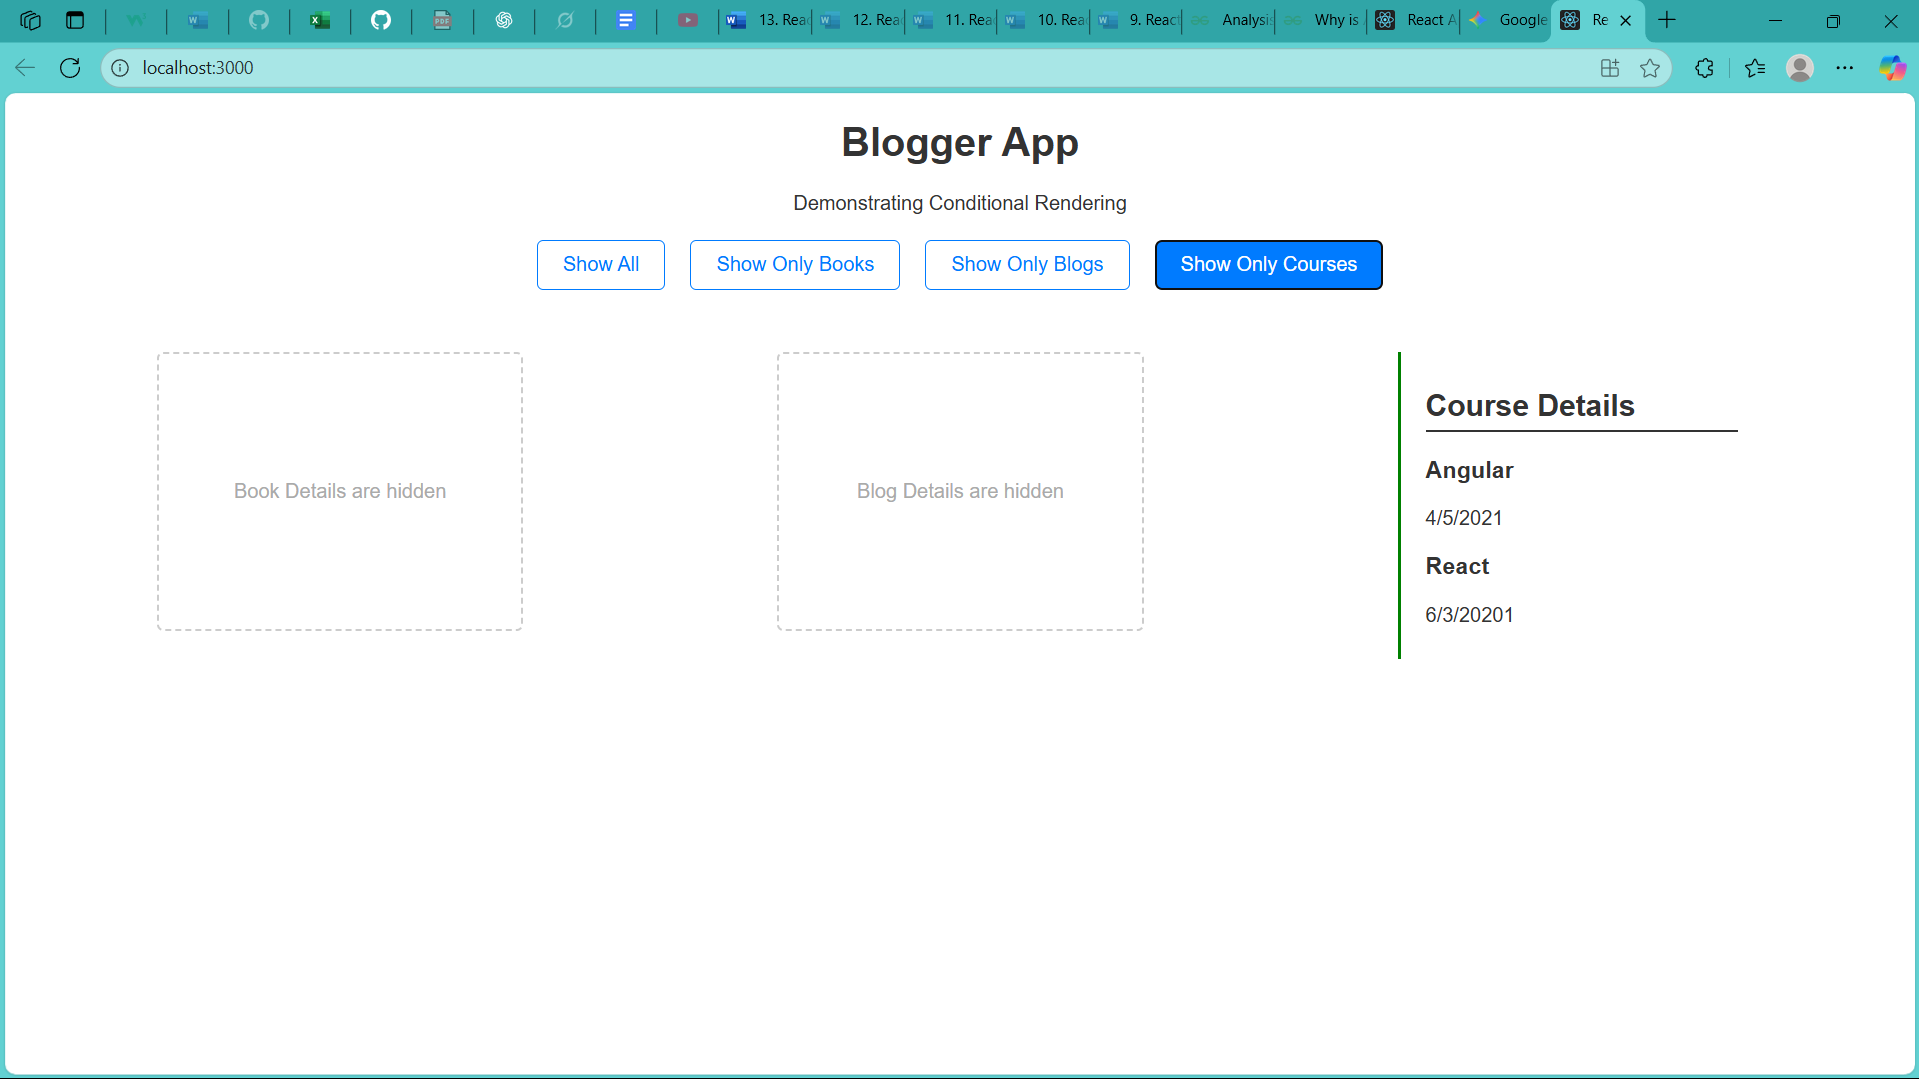 13. Reac
12. Rea
11. Rea
10. Rea
9. React
Analysis
Why is
React A
Google
Re
localhost:3000
Blogger App
Demonstrating Conditional Rendering
Show All
Show Only Books
Show Only Blogs
Show Only Courses
Book Details are hidden
Blog Details are hidden
Course Details
Angular
4/5/2021
React
6/3/20201